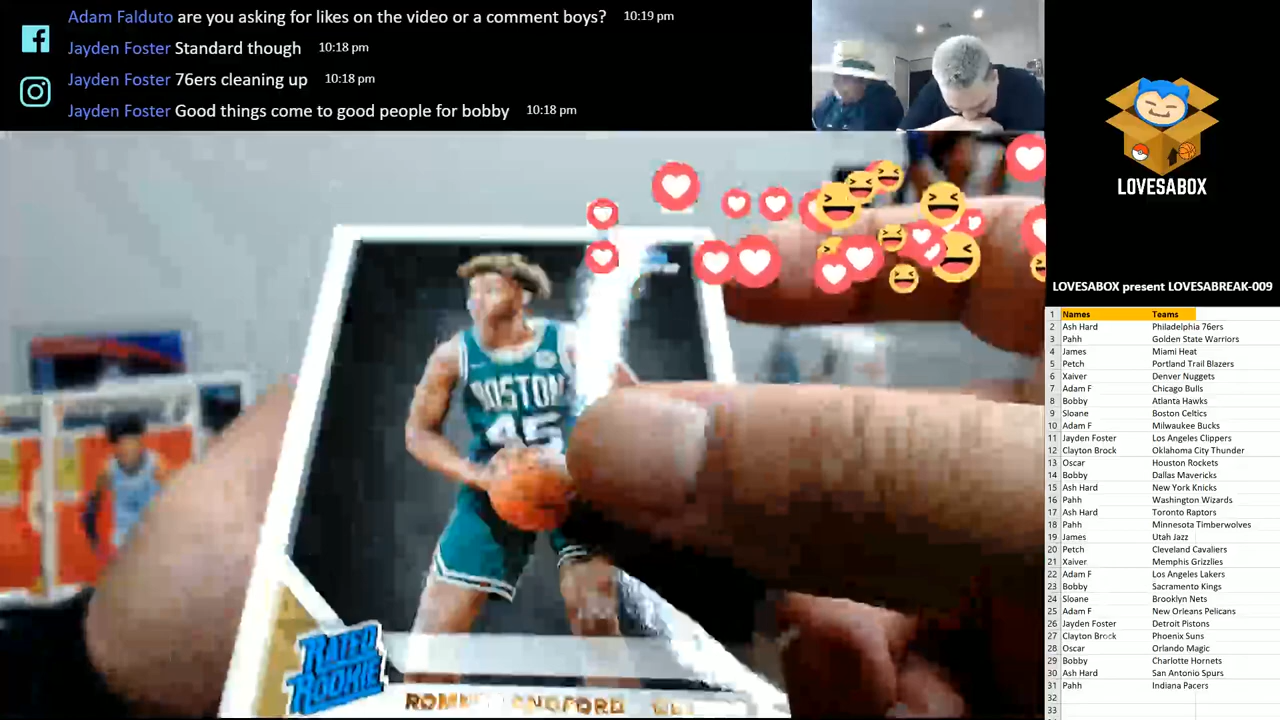 Adam Falduto are you asking for likes on the video or a comment boys? 10:19 pm
Jayden Foster Standard though 10:18 pm
Jayden Foster 76ers cleaning up 10:18 pm
Jayden Foster Good things come to good people for bobby 10:18 pm
LOVESABOX
LOVESABOX present LOVESABREAK-009
1 Names Teams
2 Ash Hard Philadelphia 76ers
3 Pahh Golden State Warriors
4 James Miami Heat
5 Petch Portland Trail Blazers
6 Xaiver Denver Nuggets
7 Adam F Chicago Bulls
8 Bobby Atlanta Hawks
9 Sloane Boston Celtics
10 Adam F Milwaukee Bucks
11 Jayden Foster Los Angeles Clippers
12 Clayton Brock Oklahoma City Thunder
13 Oscar Houston Rockets
14 Bobby Dallas Mavericks
15 Ash Hard New York Knicks
16 Pahh Washington Wizards
17 Ash Hard Toronto Raptors
18 Pahh Minnesota Timberwolves
19 James Utah Jazz
20 Petch Cleveland Cavaliers
21 Xaiver Memphis Grizzlies
22 Adam F Los Angeles Lakers
23 Bobby Sacramento Kings
24 Sloane Brooklyn Nets
25 Adam F New Orleans Pelicans
26 Jayden Foster Detroit Pistons
27 Clayton Brock Phoenix Suns
28 Oscar Orlando Magic
29 Bobby Charlotte Hornets
30 Ash Hard San Antonio Spurs
31 Pahh Indiana Pacers
32
33
BOSTON
45
RATED
ROOKIE